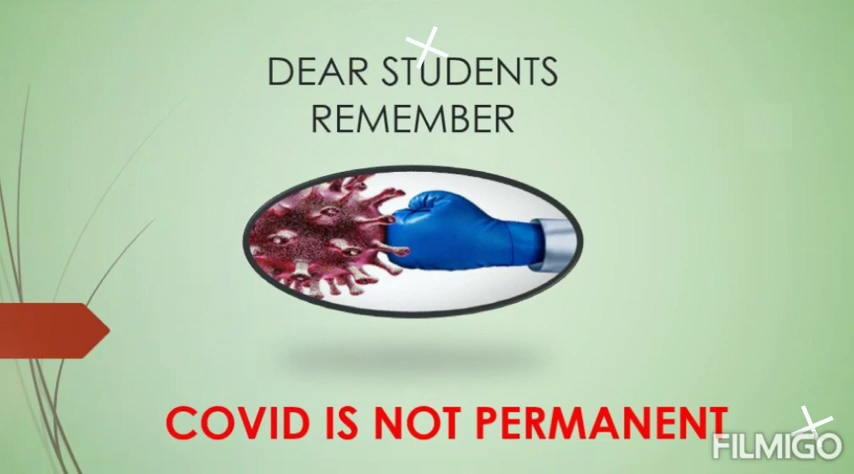 DEAR STUDENTS
REMEMBER
COVID IS NOT PERMANENT
FILMIGO